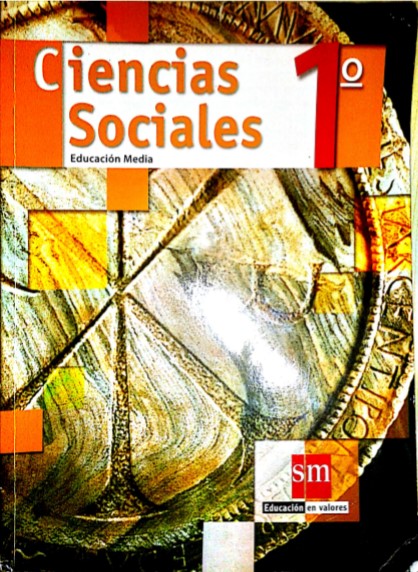 Ciencias
Sociales
1º
Educación Media
sm
Educación en valores